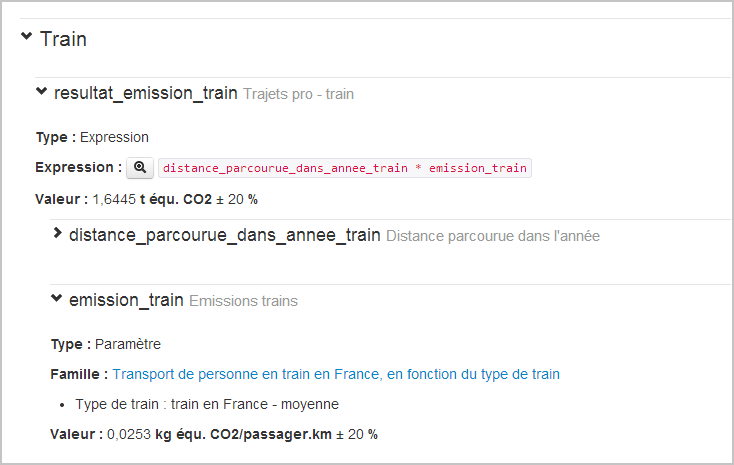 Train
resultat_emission_train Trajets pro - train
Type : Expression
Expression : distance_parcourue_dans_annee_train * emission_train
Valeur : 1,6445 t équ. CO2 ± 20 %
distance_parcourue_dans_annee_train Distance parcourue dans l'année
emission_train Emissions trains
Type : Paramètre
Famille : Transport de personne en train en France, en fonction du type de train
• Type de train : train en France - moyenne
Valeur : 0,0253 kg équ. CO2/passager.km ± 20 %